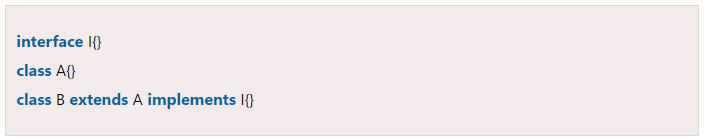 interface I{}
class A{}
class B extends A implements I{}